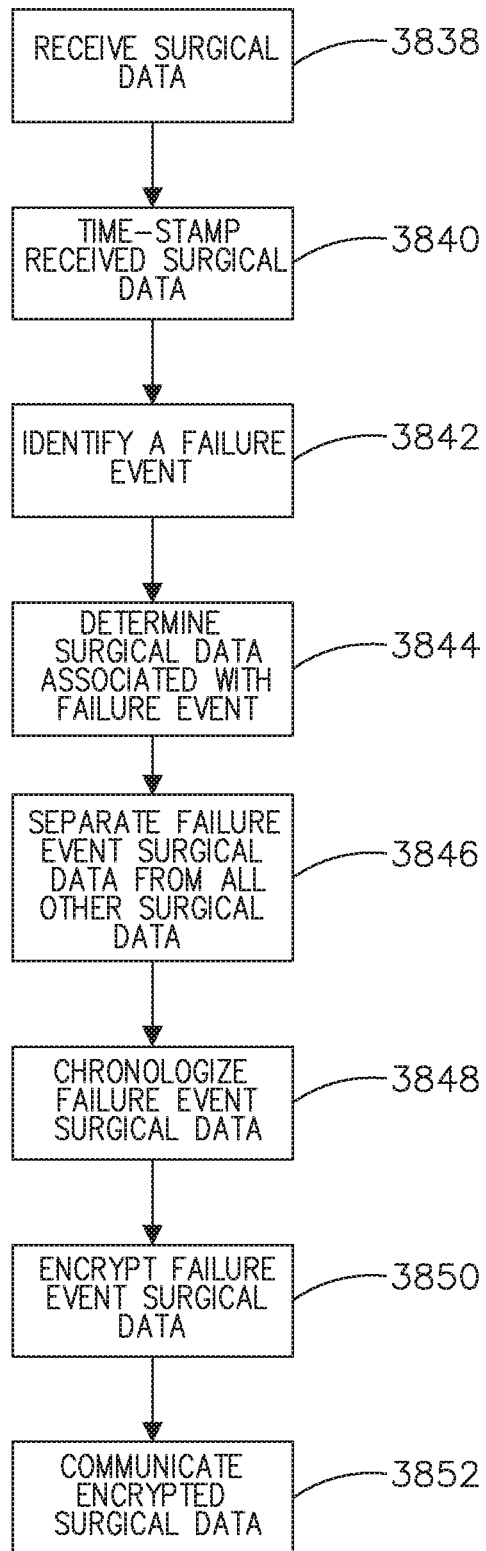 RECEIVE SURGICAL
DATA
3838
TIME-STAMP
RECEIVED SURGICAL
DATA
3840
IDENTIFY A FAILURE
EVENT
3842
DETERMINE
SURGICAL DATA
ASSOCIATED WITH
FAILURE EVENT
3844
SEPARATE FAILURE
EVENT SURGICAL
DATA FROM ALL
OTHER SURGICAL
DATA
3846
CHRONOLOGIZE
FAILURE EVENT
SURGICAL DATA
3848
ENCRYPT FAILURE
EVENT SURGICAL
DATA
3850
COMMUNICATE
ENCRYPTED
SURGICAL DATA
3852